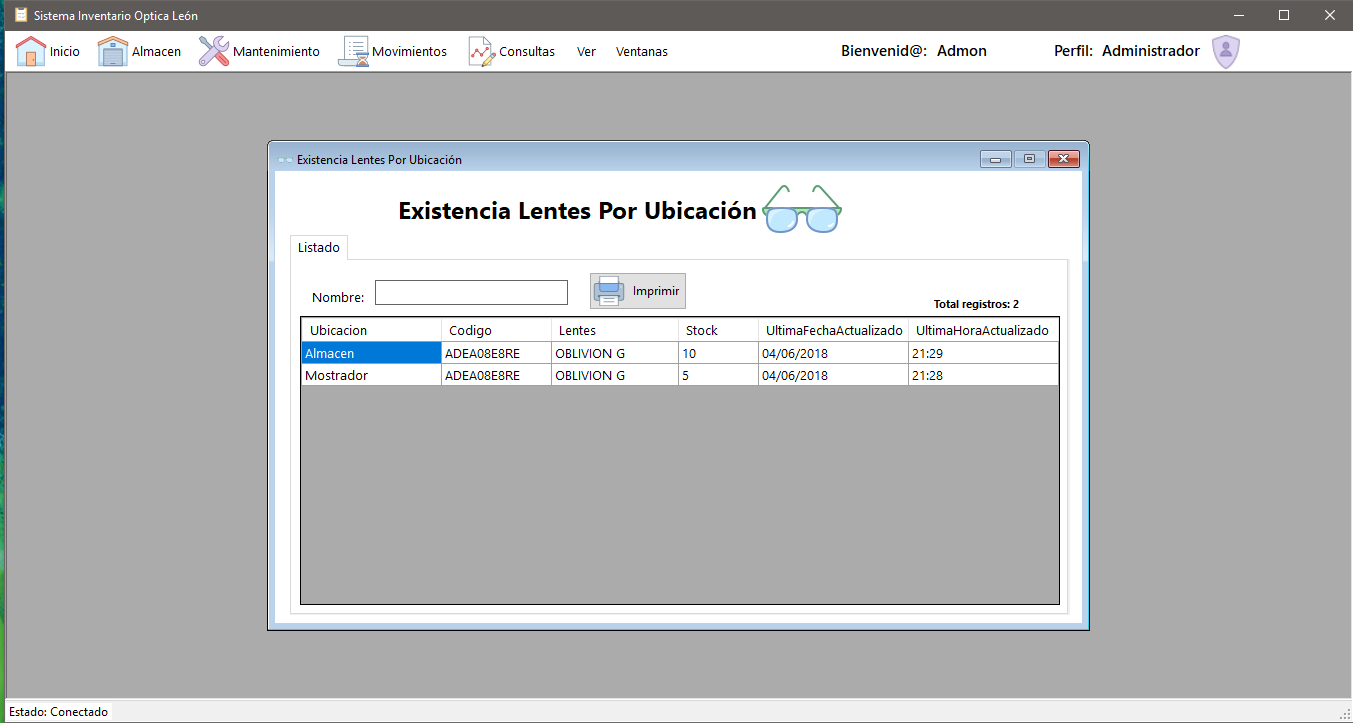 Sistema Inventario Optica León
Inicio Almacen Mantenimiento Movimientos Consultas Ver Ventanas Bienvenid@: Admon Perfil: Administrador
Existencia Lentes Por Ubicación
Existencia Lentes Por Ubicación
Listado
Nombre: Imprimir
Total registros: 2
Ubicacion Codigo Lentes Stock UltimaFechaActualizado UltimaHoraActualizado
Almacen ADEA08E8RE OBLIVION G 10 04/06/2018 21:29
Mostrador ADEA08E8RE OBLIVION G 5 04/06/2018 21:28
Estado: Conectado